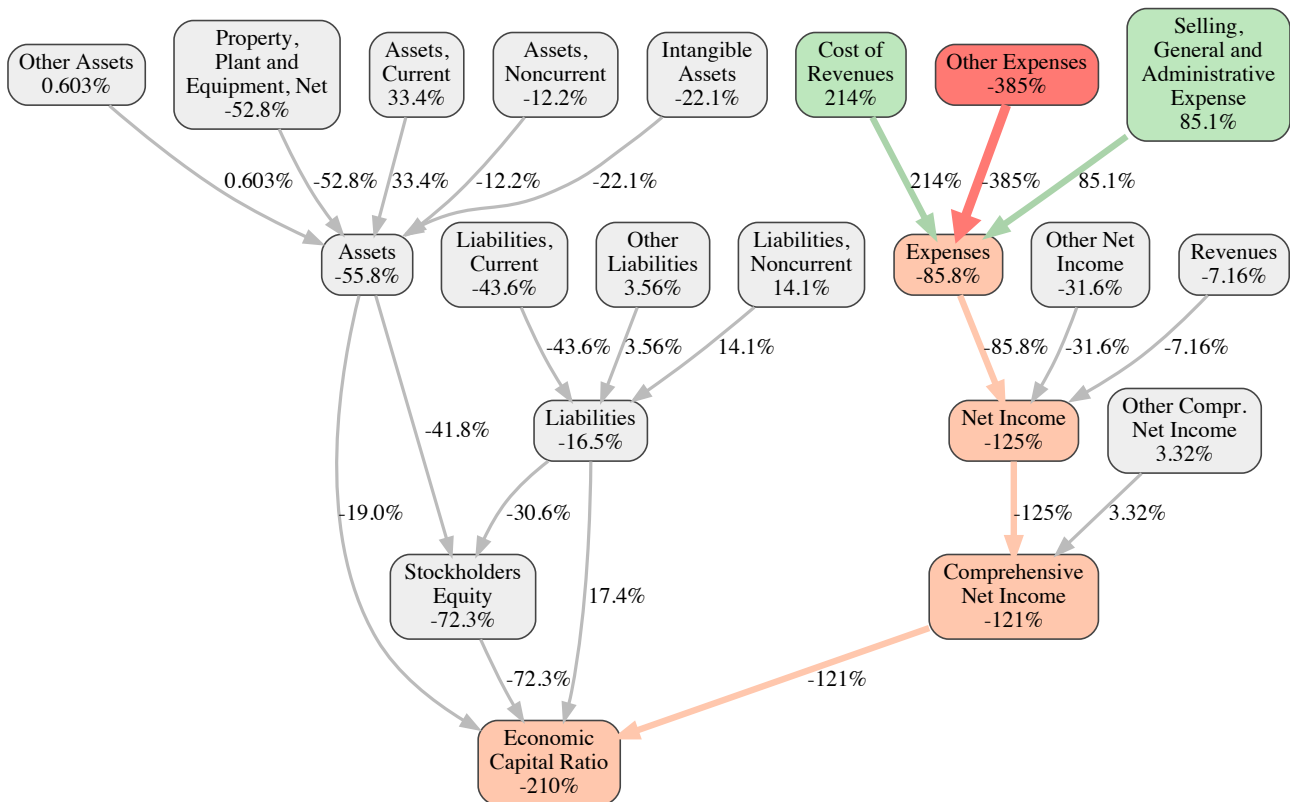 Other Assets
0.603%
Property,
Plant and
Equipment, Net
-52.8%
Assets,
Current
33.4%
Assets,
Noncurrent
-12.2%
Intangible
Assets
-22.1%
Cost of
Revenues
214%
Other Expenses
-385%
Selling,
General and
Administrative
Expense
85.1%
0.603%
-52.8%
33.4%
-12.2%
-22.1%
214%
-385%
85.1%
Assets
-55.8%
Liabilities,
Current
-43.6%
Other
Liabilities
3.56%
Liabilities,
Noncurrent
14.1%
Expenses
-85.8%
Other Net
Income
-31.6%
Revenues
-7.16%
-43.6%
3.56%
14.1%
-85.8%
-31.6%
-7.16%
Liabilities
-16.5%
Net Income
-125%
Other Compr.
Net Income
3.32%
-41.8%
-19.0%
-30.6%
-125%
3.32%
Stockholders
Equity
-72.3%
17.4%
Comprehensive
Net Income
-121%
-72.3%
-121%
Economic
Capital Ratio
-210%